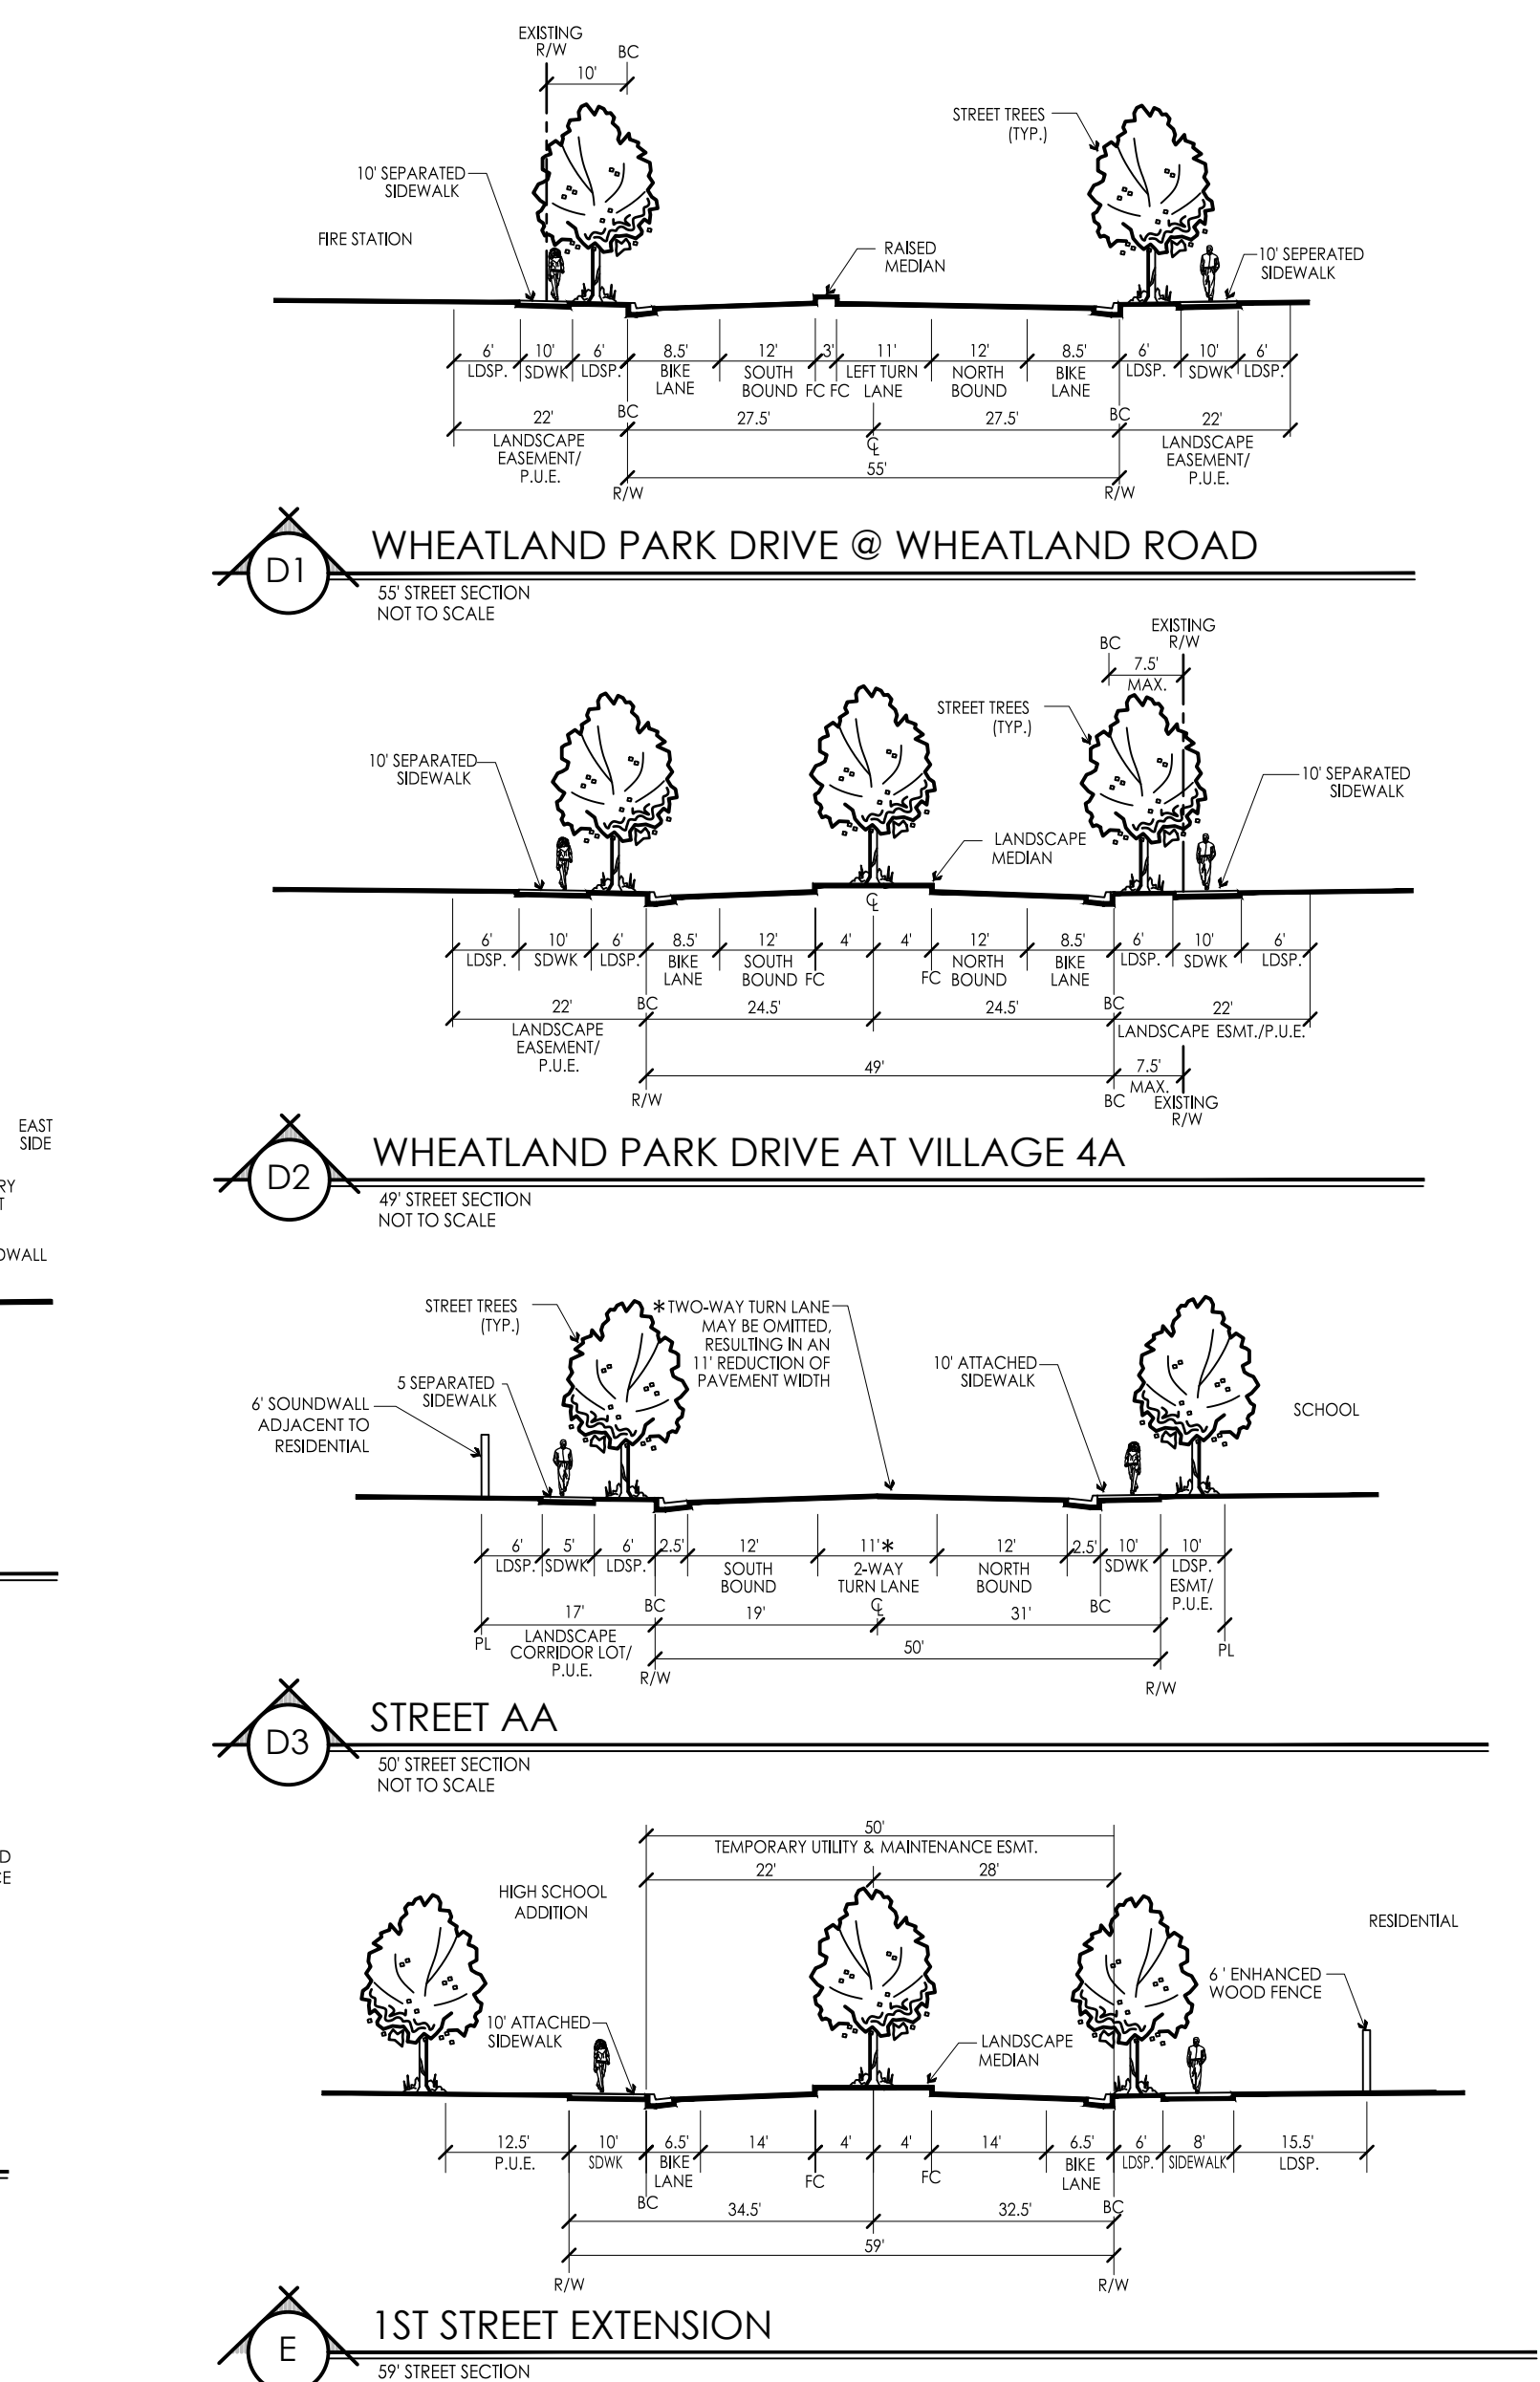 EXISTING
R/W
BC
10'
STREET TREES
(TYP.)
10' SEPARATED
SIDEWALK
FIRE STATION
RAISED
MEDIAN
10' SEPERATED
SIDEWALK
6' 10' 6' 8.5' 12' 3' 11' 12' 8.5' 6' 10' 6'
LDSP. SDWK LDSP. BIKE LANE SOUTH BOUND FC FC LEFT TURN LANE NORTH BOUND BIKE LANE LDSP. SDWK LDSP.
22' BC 27.5' 27.5' BC 22'
LANDSCAPE
EASEMENT/
P.U.E.
℄
LANDSCAPE
EASEMENT/
P.U.E.
55'
R/W R/W
D1
WHEATLAND PARK DRIVE @ WHEATLAND ROAD
55' STREET SECTION
NOT TO SCALE
EXISTING
R/W
BC
7.5'
MAX.
STREET TREES
(TYP.)
10' SEPARATED
SIDEWALK
10' SEPARATED
SIDEWALK
LANDSCAPE
MEDIAN
℄
6' 10' 6' 8.5' 12' 4' 4' 12' 8.5' 6' 10' 6'
LDSP. SDWK LDSP. BIKE LANE SOUTH BOUND FC FC NORTH BOUND BIKE LANE LDSP. SDWK LDSP.
22' BC 24.5' 24.5' BC 22'
LANDSCAPE
EASEMENT/
P.U.E.
LANDSCAPE ESMT./P.U.E.
49' 7.5'
MAX.
R/W BC EXISTING
R/W
EAST
SIDE
D2
WHEATLAND PARK DRIVE AT VILLAGE 4A
49' STREET SECTION
NOT TO SCALE
RY
T
DWALL
STREET TREES
(TYP.)
*TWO-WAY TURN LANE
MAY BE OMITTED,
RESULTING IN AN
11' REDUCTION OF
PAVEMENT WIDTH
10' ATTACHED
SIDEWALK
5 SEPARATED
SIDEWALK
6' SOUNDWALL
ADJACENT TO
RESIDENTIAL
SCHOOL
6' 5' 6' 2.5' 12' 11'* 12' 2.5' 10' 10'
LDSP. SDWK LDSP. SOUTH BOUND 2-WAY TURN LANE NORTH BOUND SDWK LDSP. ESMT/ P.U.E.
17' BC 19' ℄ 31' BC
PL
LANDSCAPE
CORRIDOR LOT/
P.U.E.
PL
50'
R/W R/W
D3
STREET AA
50' STREET SECTION
NOT TO SCALE
50'
TEMPORARY UTILITY & MAINTENANCE ESMT.
22' 28'
D
CE
HIGH SCHOOL
ADDITION
RESIDENTIAL
6 ' ENHANCED
WOOD FENCE
10' ATTACHED
SIDEWALK
LANDSCAPE
MEDIAN
12.5' 10' 6.5' 14' 4' 4' 14' 6.5' 6' 8' 15.5'
P.U.E. SDWK BIKE LANE FC FC BIKE LANE LDSP. SIDEWALK LDSP.
BC 34.5' 32.5' BC
59'
R/W R/W
E
1ST STREET EXTENSION
59' STREET SECTION